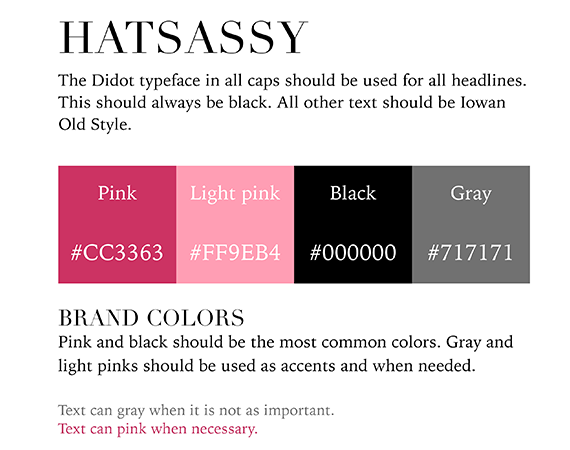 HATSASSY
The Didot typeface in all caps should be used for all headlines.
This should always be black. All other text should be Iowan
Old Style.
Pink
Light pink
Black
Gray
#CC3363
#FF9EB4
#000000
#717171
BRAND COLORS
Pink and black should be the most common colors. Gray and
light pinks should be used as accents and when needed.
Text can gray when it is not as important.
Text can pink when necessary.